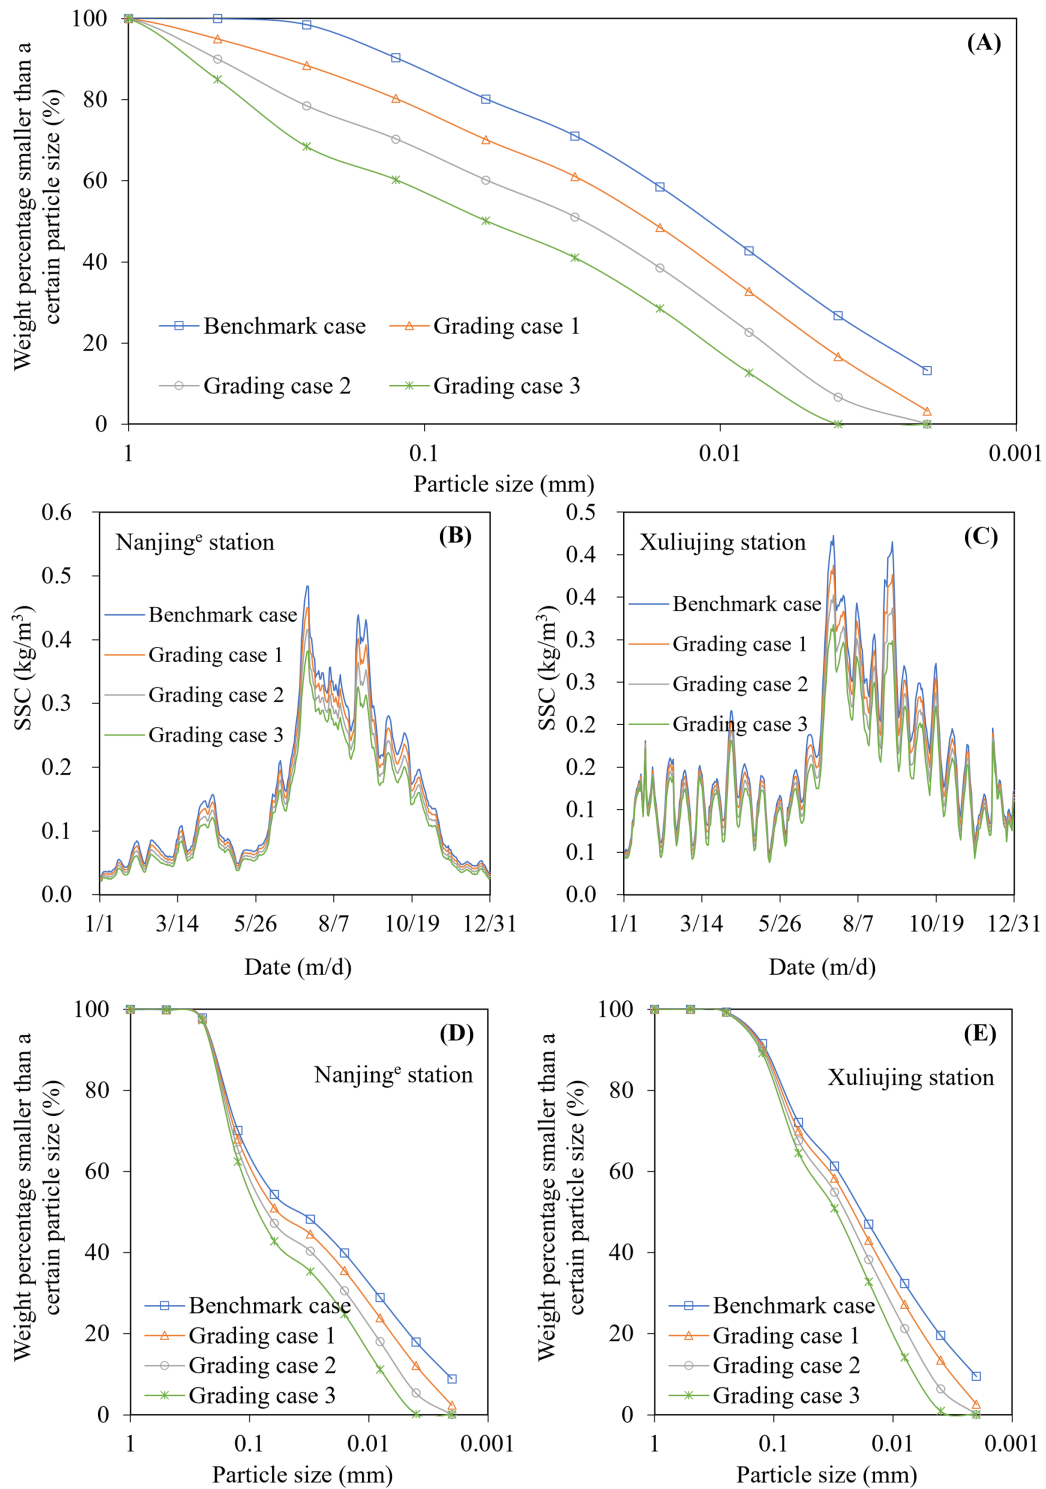 100
80
60
40
20
0
Weight percentage smaller than a
certain particle size (%)
(A)
Benchmark case
Grading case 1
Grading case 2
Grading case 3
1
0.1
0.01
0.001
Particle size (mm)
0.6
0.5
0.4
0.3
0.2
0.1
0.0
SSC (kg/m³)
Nanjingᵉ station
(B)
Benchmark case
Grading case 1
Grading case 2
Grading case 3
1/1
3/14
5/26
8/7
10/19
12/31
Date (m/d)
0.5
0.4
0.4
0.3
0.3
0.2
0.2
0.1
0.1
0.0
SSC (kg/m³)
Xuliujing station
(C)
Benchmark case
Grading case 1
Grading case 2
Grading case 3
1/1
3/14
5/26
8/7
10/19
12/31
Date (m/d)
100
80
60
40
20
0
Weight percentage smaller than a
certain particle size (%)
(D)
Nanjingᵉ station
Benchmark case
Grading case 1
Grading case 2
Grading case 3
1
0.1
0.01
0.001
Particle size (mm)
100
80
60
40
20
0
Weight percentage smaller than a
certain particle size (%)
(E)
Xuliujing station
Benchmark case
Grading case 1
Grading case 2
Grading case 3
1
0.1
0.01
0.001
Particle size (mm)